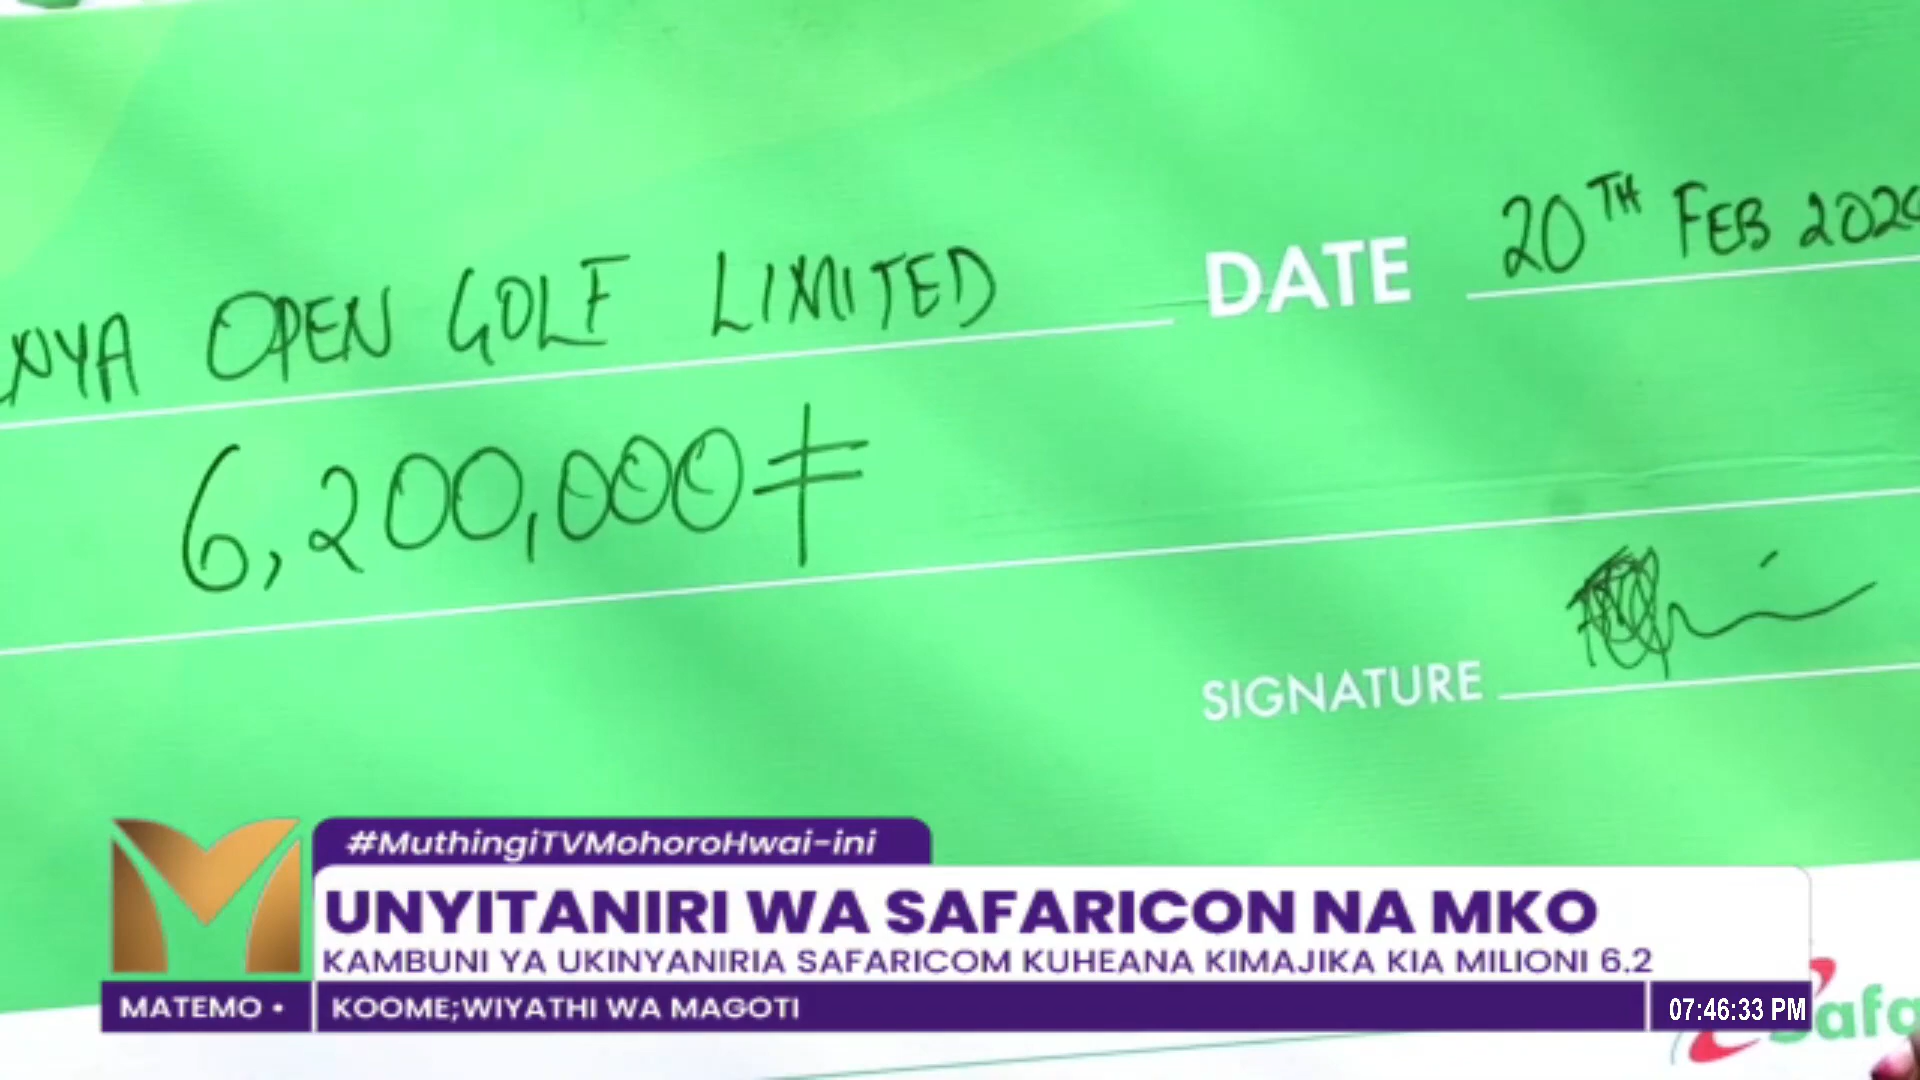 OPEN GOLF LIMITED DATE 20TH FEB
6,200,000
SIGNATURE
#MuthingiTVMohoroHwai-ini
UNYITANIRI WA SAFARICON NA MKO
KAMBUNI YA UKINYANIRIA SAFARICOM KUHEANA KIMAJIKA KIA MILIONI 6.2
MATEMO • KOOME;WIYATHI WA MAGOTI 07:46:33 PM